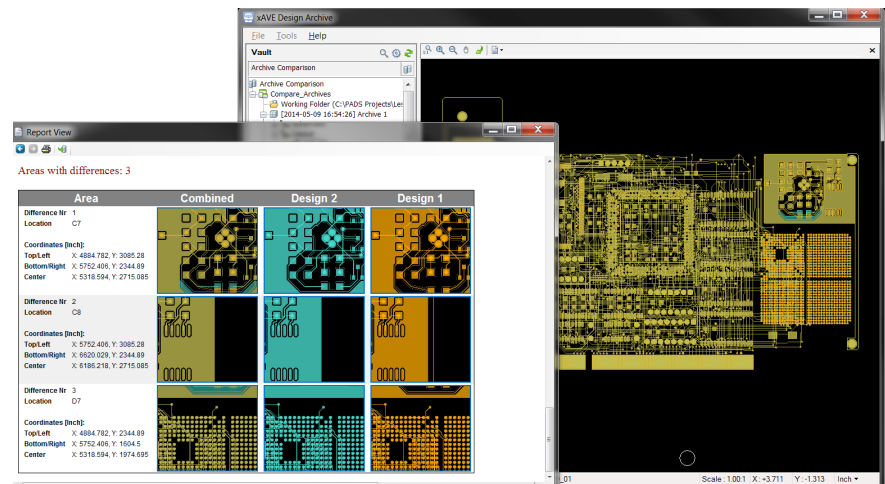 xAVE Design Archive
File Tools Help
Vault
Archive Comparison
Archive Comparison
Compare_Archives
Working Folder (C:\PADS Projects\Les
[2014-05-09 16:54:26] Archive 1
Report View
Areas with differences: 3
Area Combined Design 2 Design 1
Difference Nr 1
Location C7
Coordinates [Inch]:
Top/Left X: 4884.782, Y: 3085.28
Bottom/Right X: 5752.406, Y: 2344.89
Center X: 5318.594, Y: 2715.085
Difference Nr 2
Location C8
Coordinates [Inch]:
Top/Left X: 5752.406, Y: 3085.28
Bottom/Right X: 6620.029, Y: 2344.89
Center X: 6186.218, Y: 2715.085
Difference Nr 3
Location D7
Coordinates [Inch]:
Top/Left X: 4884.782, Y: 2344.89
Bottom/Right X: 5752.406, Y: 1604.5
Center X: 5318.594, Y: 1974.695
_01 Scale : 1.00:1 X : +3.711 Y : -1.313 Inch